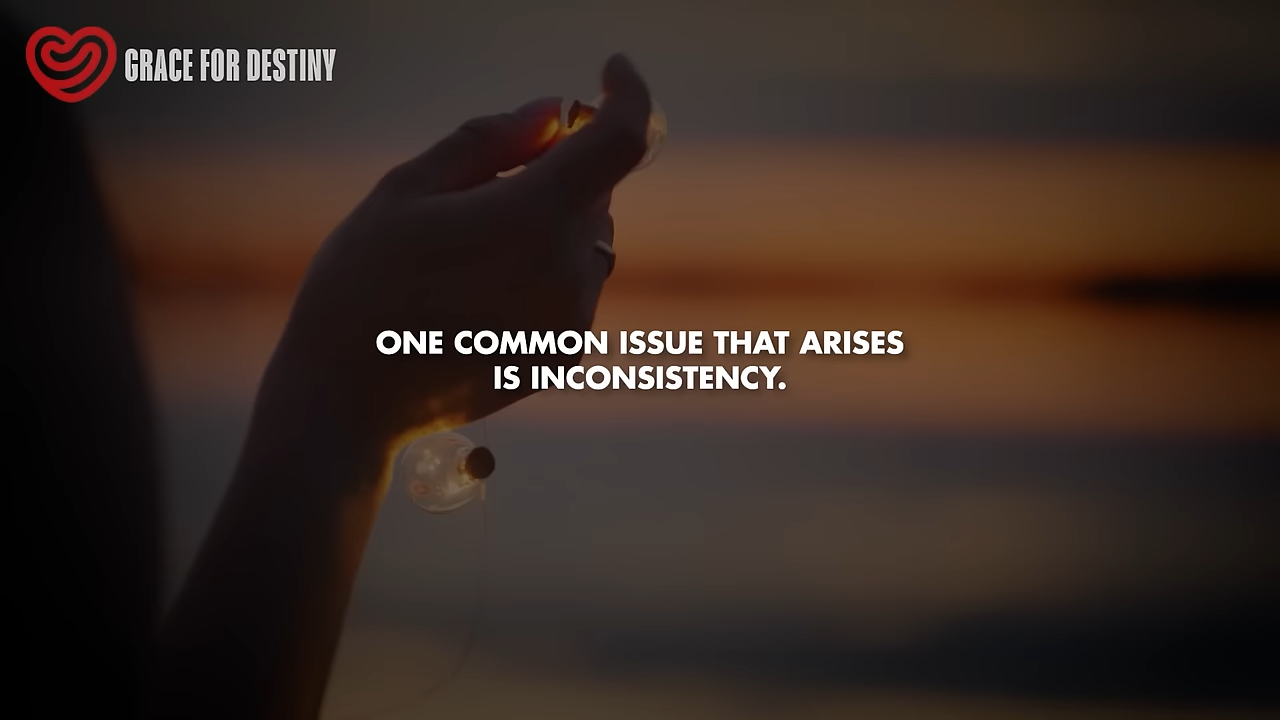 GRACE FOR DESTINY
ONE COMMON ISSUE THAT ARISES
IS INCONSISTENCY.